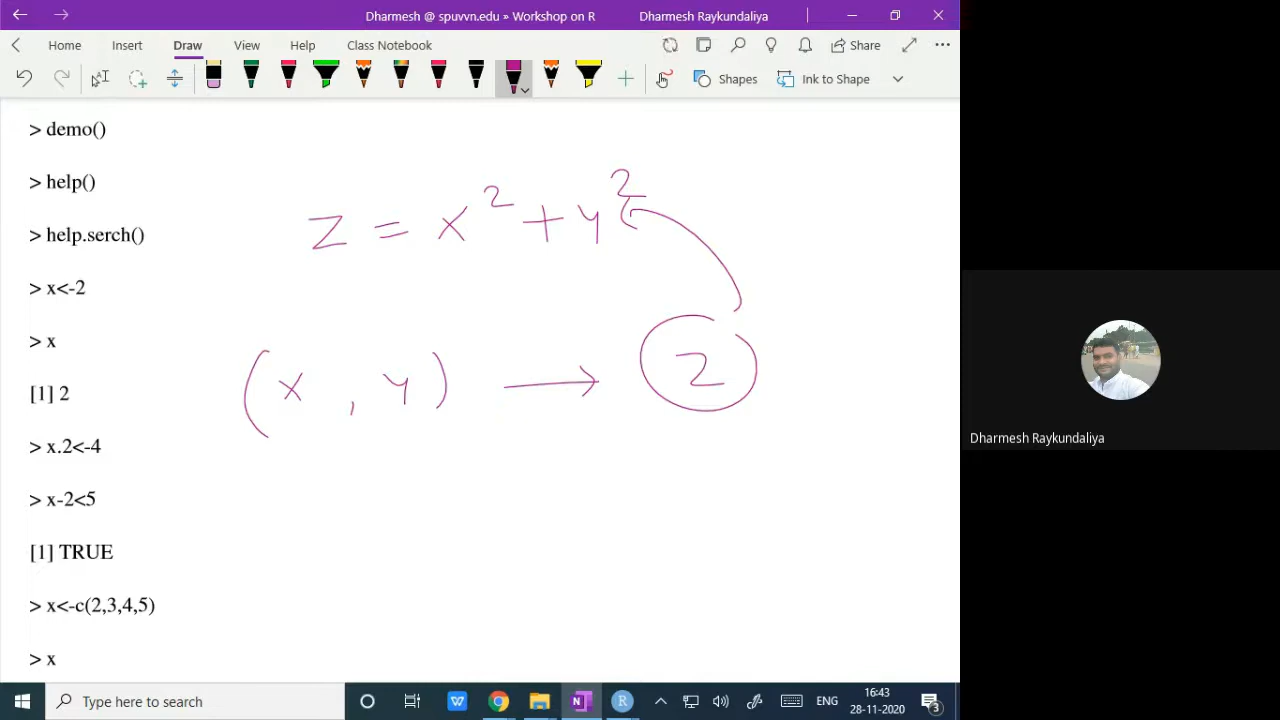 Dharmesh @ spuvvn.edu » Workshop on R Dharmesh Raykundaliya
Home Insert Draw View Help Class Notebook Share
Shapes Ink to Shape
> demo()
> help()
> help.serch()
> x<-2
> x
[1] 2
> x.2<-4
> x-2<5
[1] TRUE
> x<-c(2,3,4,5)
> x
z = x² + y²
(x , y) → 2
Dharmesh Raykundaliya
Type here to search
ENG
16:43
28-11-2020
3